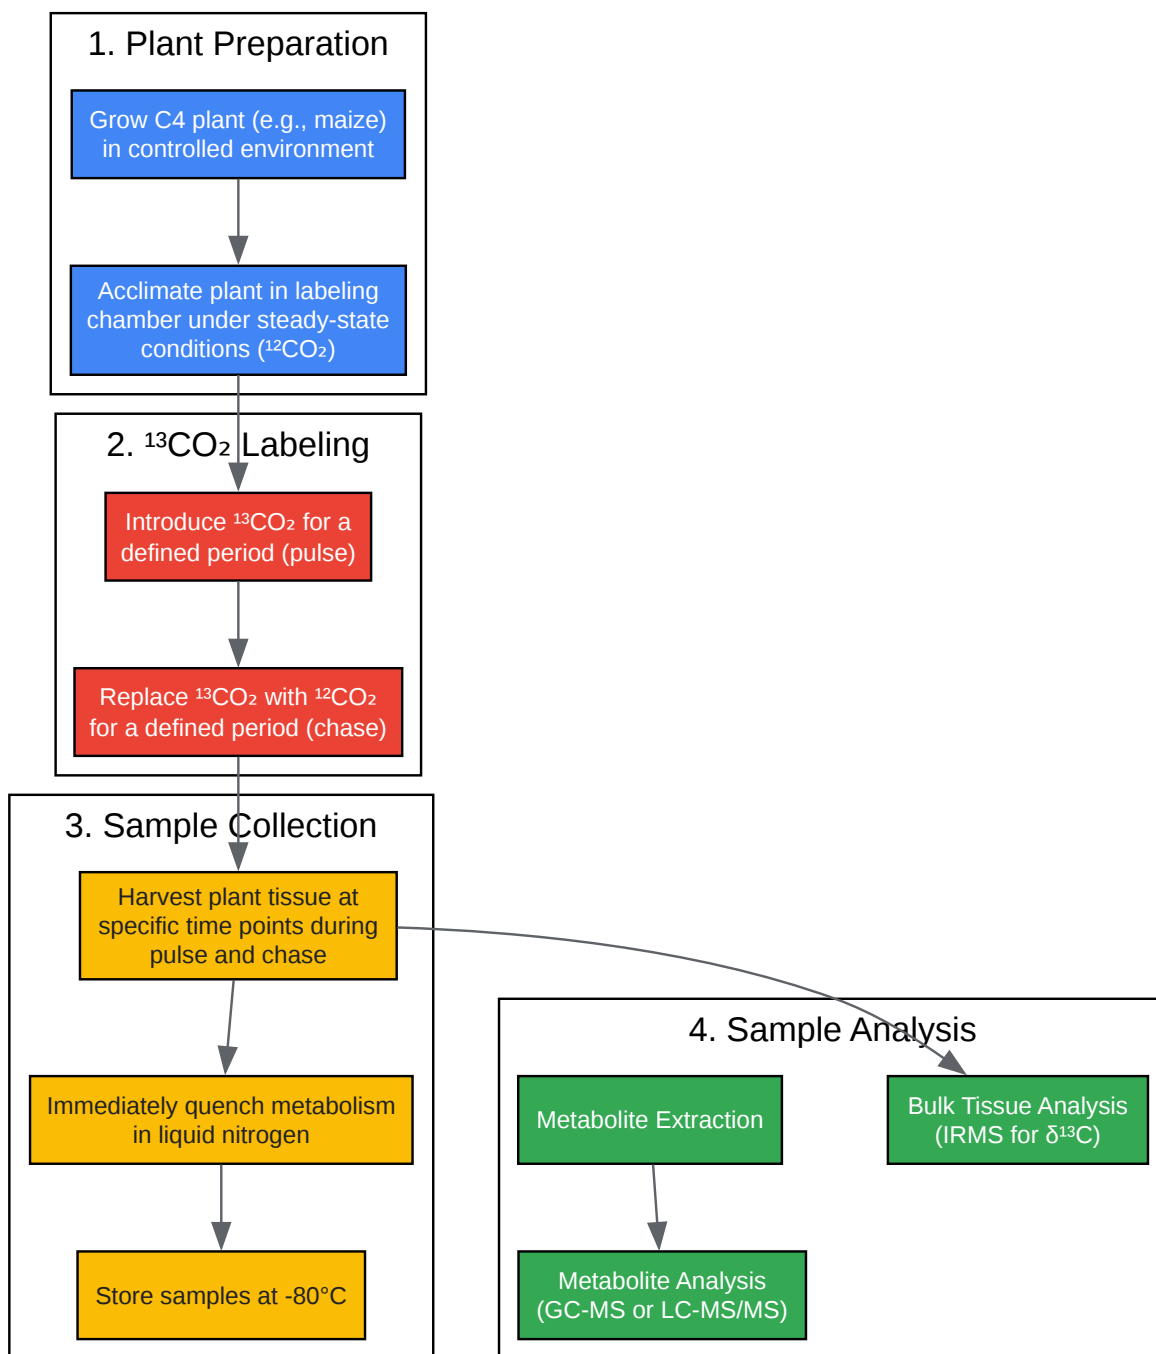 1. Plant Preparation
Grow C4 plant (e.g., maize)
in controlled environment
Acclimate plant in labeling
chamber under steady-state
conditions (¹²CO₂)
2. ¹³CO₂ Labeling
Introduce ¹³CO₂ for a
defined period (pulse)
Replace ¹³CO₂ with ¹²CO₂
for a defined period (chase)
3. Sample Collection
Harvest plant tissue at
specific time points during
pulse and chase
Immediately quench metabolism
in liquid nitrogen
Store samples at -80°C
4. Sample Analysis
Metabolite Extraction
Bulk Tissue Analysis
(IRMS for δ¹³C)
Metabolite Analysis
(GC-MS or LC-MS/MS)